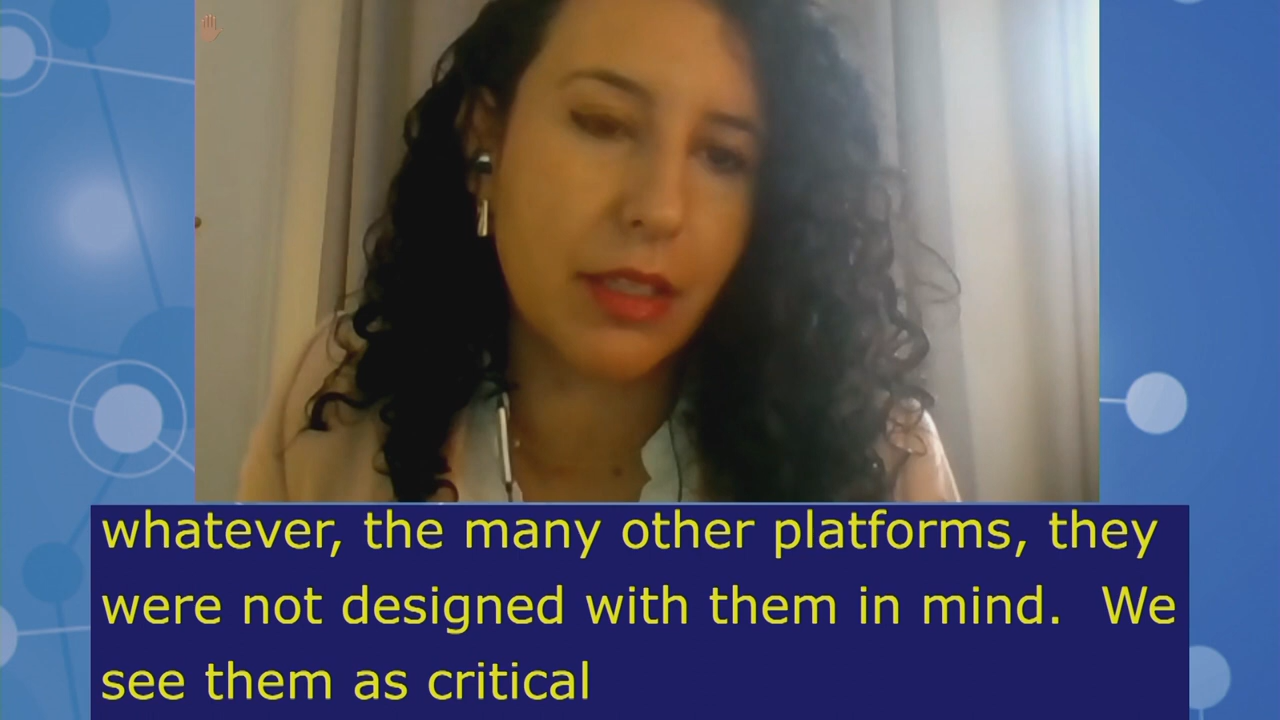 whatever, the many other platforms, they
were not designed with them in mind.  We
see them as critical